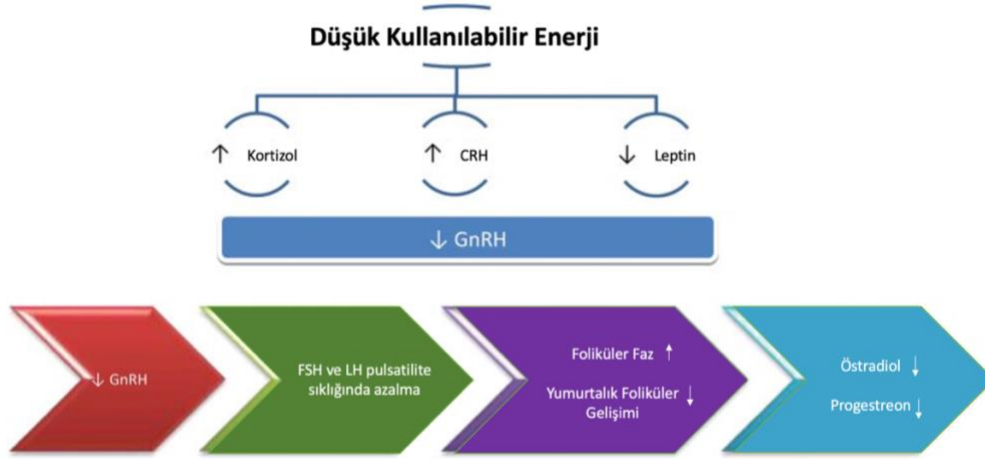 Düşük Kullanılabilir Enerji
↑ Kortizol
↑ CRH
↓ Leptin
↓ GnRH
↓ GnRH
FSH ve LH pulsatilite
sıklığında azalma
Foliküler Faz ↑
Yumurtalık Foliküler ↓
Gelişimi
Östradiol ↓
Progestreon ↓